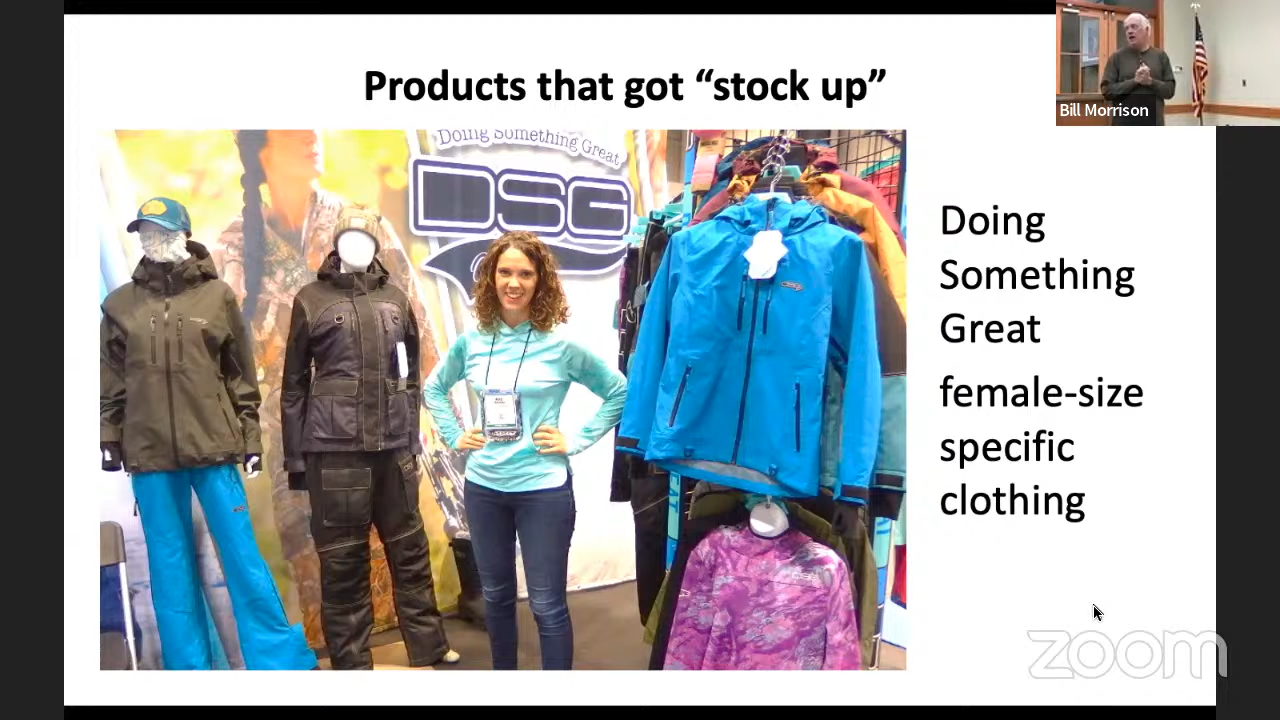 Products that got “stock up”
Bill Morrison
Doing Something Great
DSG
Doing
Something
Great
female-size
specific
clothing
zoom